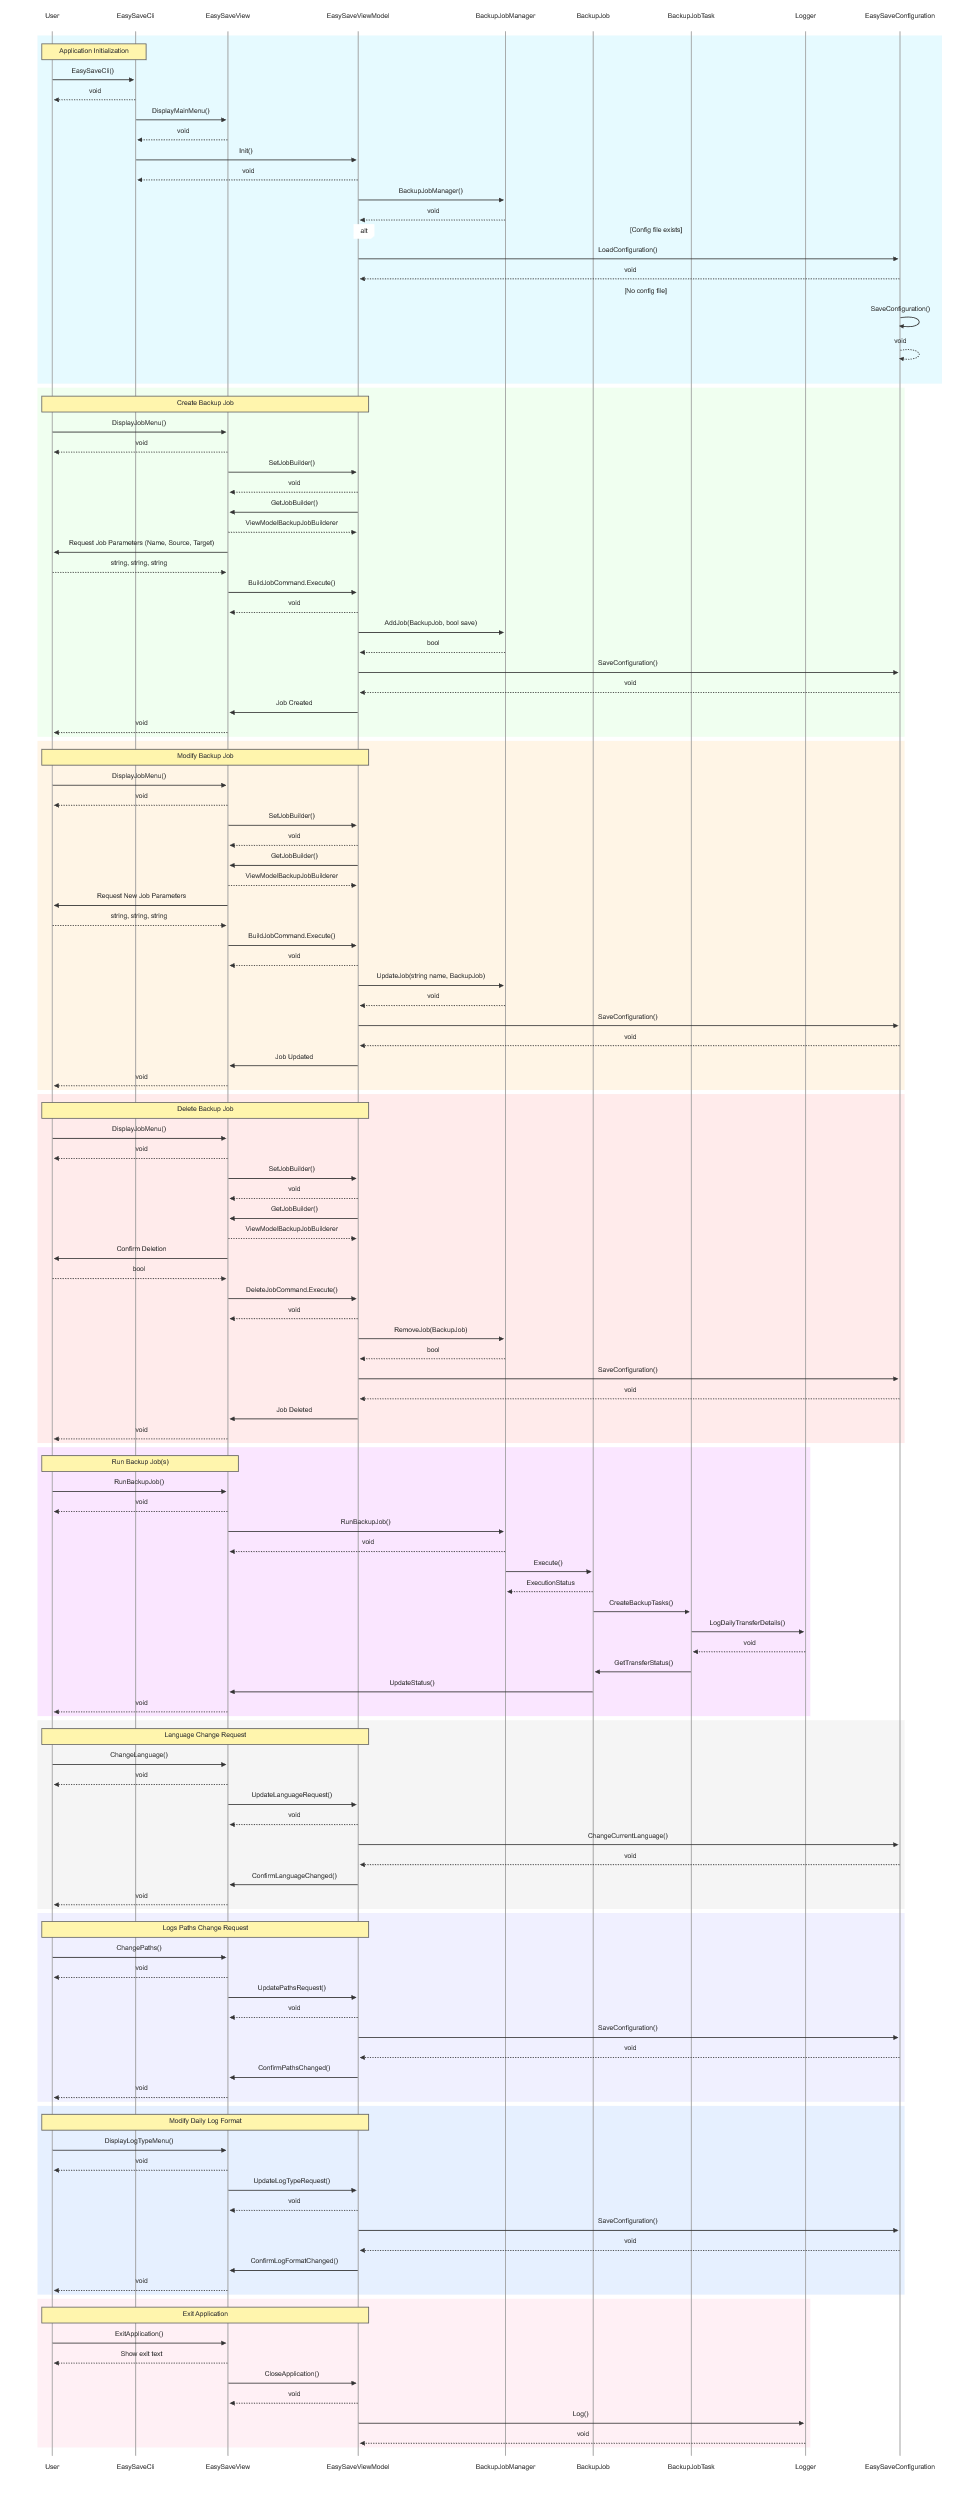 User EasySaveCli EasySaveView EasySaveViewModel BackupJobManager BackupJob BackupJobTask Logger EasySaveConfiguration
Application Initialization
EasySaveCli()
void
DisplayMainMenu()
void
Init()
void
BackupJobManager()
void
alt [Config file exists]
LoadConfiguration()
void
[No config file]
SaveConfiguration()
void
Create Backup Job
DisplayJobMenu()
void
SetJobBuilder()
void
GetJobBuilder()
ViewModelBackupJobBuilderer
Request Job Parameters (Name, Source, Target)
string, string, string
BuildJobCommand.Execute()
void
AddJob(BackupJob, bool save)
bool
SaveConfiguration()
void
Job Created
void
Modify Backup Job
DisplayJobMenu()
void
SetJobBuilder()
void
GetJobBuilder()
ViewModelBackupJobBuilderer
Request New Job Parameters
string, string, string
BuildJobCommand.Execute()
void
UpdateJob(string name, BackupJob)
void
SaveConfiguration()
void
Job Updated
void
Delete Backup Job
DisplayJobMenu()
void
SetJobBuilder()
void
GetJobBuilder()
ViewModelBackupJobBuilderer
Confirm Deletion
bool
DeleteJobCommand.Execute()
void
RemoveJob(BackupJob)
bool
SaveConfiguration()
void
Job Deleted
void
Run Backup Job(s)
RunBackupJob()
void
RunBackupJob()
void
Execute()
ExecutionStatus
CreateBackupTasks()
LogDailyTransferDetails()
void
GetTransferStatus()
UpdateStatus()
void
Language Change Request
ChangeLanguage()
void
UpdateLanguageRequest()
void
ChangeCurrentLanguage()
void
ConfirmLanguageChanged()
void
Logs Paths Change Request
ChangePaths()
void
UpdatePathsRequest()
void
SaveConfiguration()
void
ConfirmPathsChanged()
void
Modify Daily Log Format
DisplayLogTypeMenu()
void
UpdateLogTypeRequest()
void
SaveConfiguration()
void
ConfirmLogFormatChanged()
void
Exit Application
ExitApplication()
Show exit text
CloseApplication()
void
Log()
void
User EasySaveCli EasySaveView EasySaveViewModel BackupJobManager BackupJob BackupJobTask Logger EasySaveConfiguration